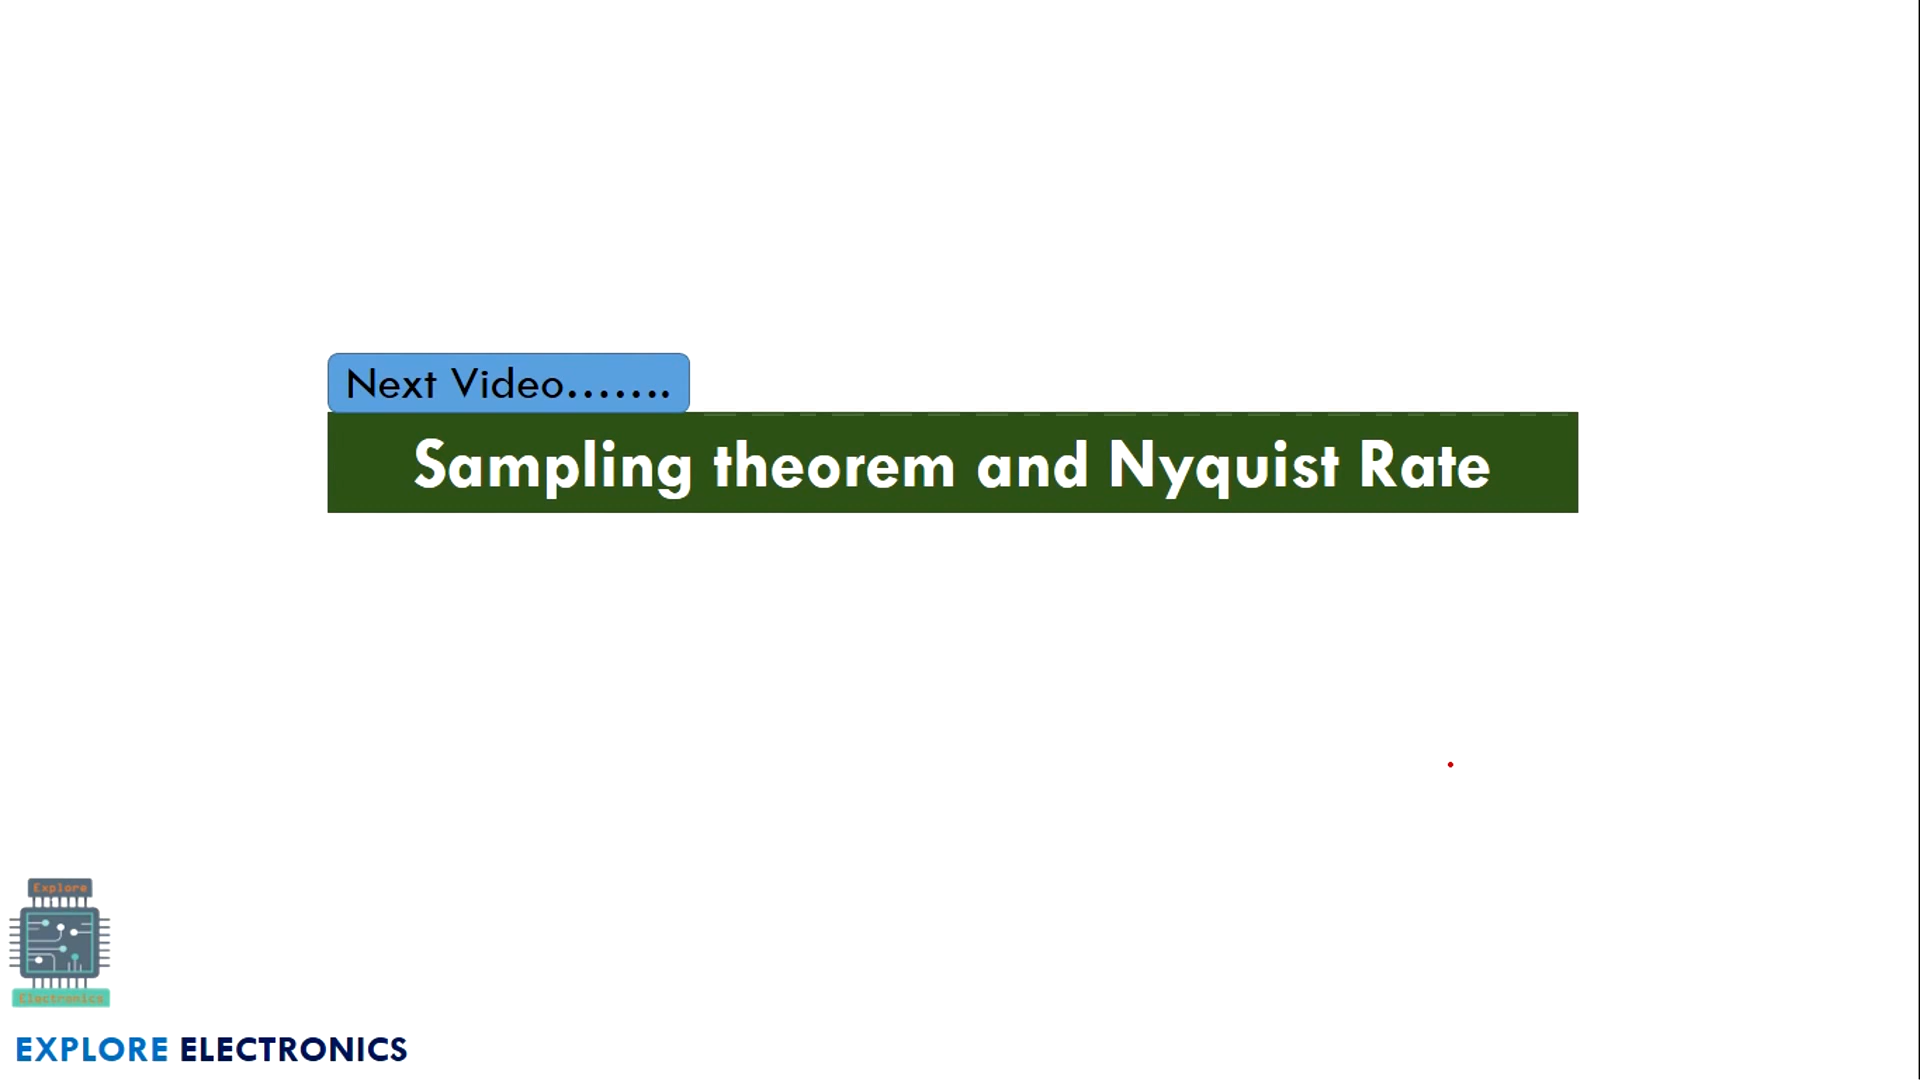 Next Video.......
Sampling theorem and Nyquist Rate
Explore
Electronics
EXPLORE ELECTRONICS